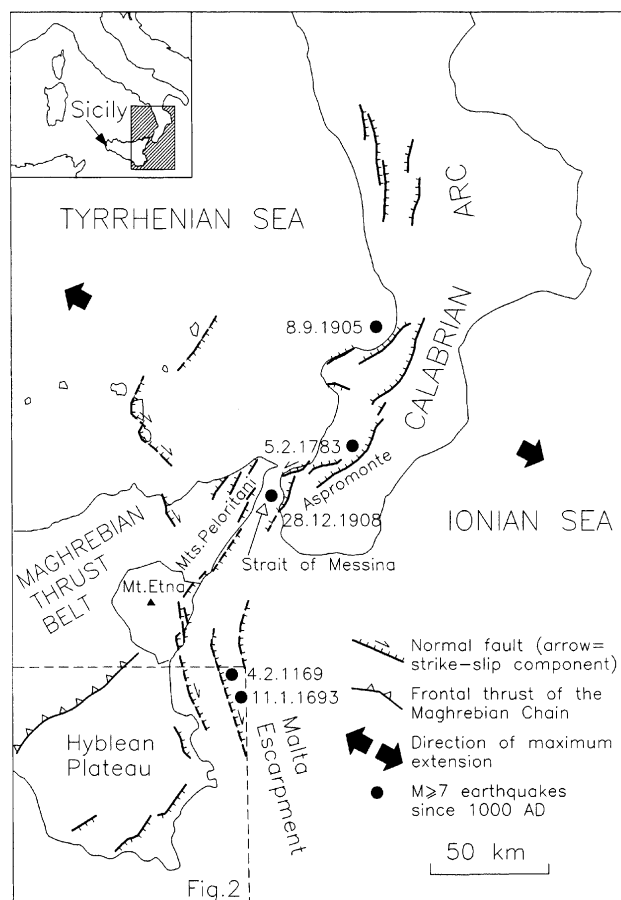 Sicily
TYRRHENIAN SEA
ARC
CALABRIAN
8.9.1905
5.2.1783
Aspromonte
28.12.1908
IONIAN SEA
Mts.Peloritani
Strait of Messina
MAGHREBIAN
THRUST
BELT
Mt.Etna
4.2.1169
11.1.1693
Malta
Escarpment
Hyblean
Plateau
Normal fault (arrow=
strike-slip component)
Frontal thrust of the
Maghrebian Chain
Direction of maximum
extension
M⩾7 earthquakes
since 1000 AD
50 km
Fig.2